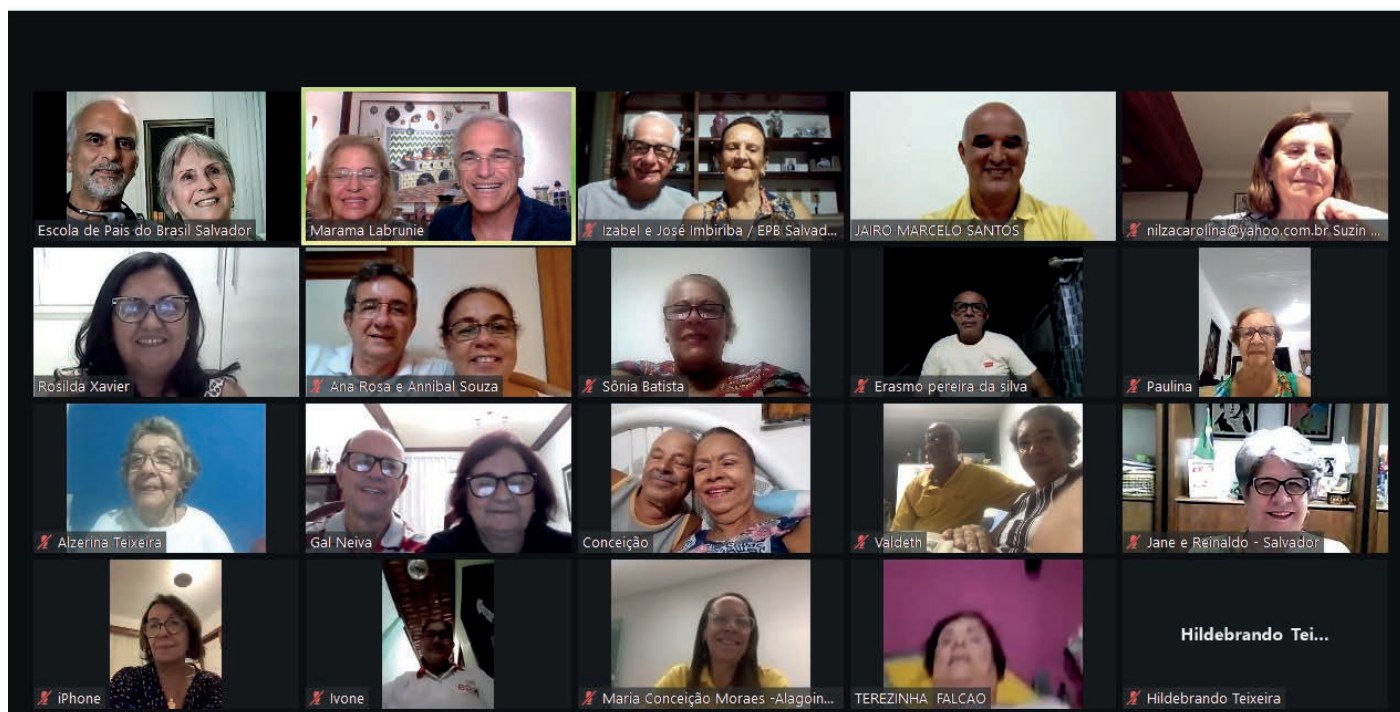 Escola de Pais do Brasil Salvador
Marama Labrunie
Izabel e José Imbiriba / EPB Salvad...
JAIRO MARCELO SANTOS
nilzacarolina@yahoo.com.br Suzin ...
Rosilda Xavier
Ana Rosa e Annibal Souza
Sônia Batista
Erasmo pereira da silva
Paulina
Alzerina Teixeira
Gal Neiva
Conceição
Valdeth
Jane e Reinaldo - Salvador
iPhone
Ivone
Maria Conceição Moraes -Alagoin...
TEREZINHA FALCAO
Hildebrando Tei...
Hildebrando Teixeira